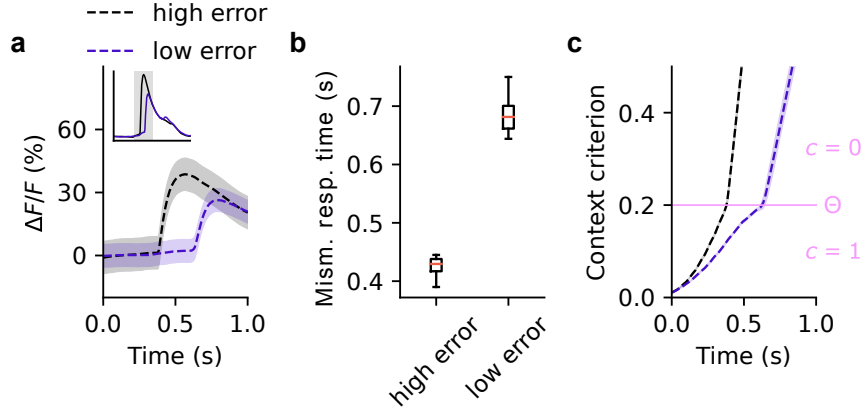 high error
low error
a
ΔF/F (%)
60
30
0
0.0
0.5
1.0
Time (s)
b
Mism. resp. time (s)
0.7
0.6
0.5
0.4
high error
low error
c
Context criterion
0.4
0.2
0.0
c = 0
Θ
c = 1
0.0
0.5
1.0
Time (s)